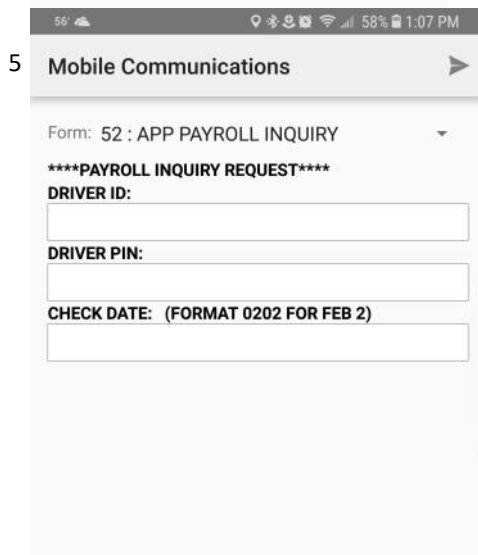 56° 58% 1:07 PM
5
Mobile Communications
Form: 52 : APP PAYROLL INQUIRY
****PAYROLL INQUIRY REQUEST****
DRIVER ID:
DRIVER PIN:
CHECK DATE: (FORMAT 0202 FOR FEB 2)